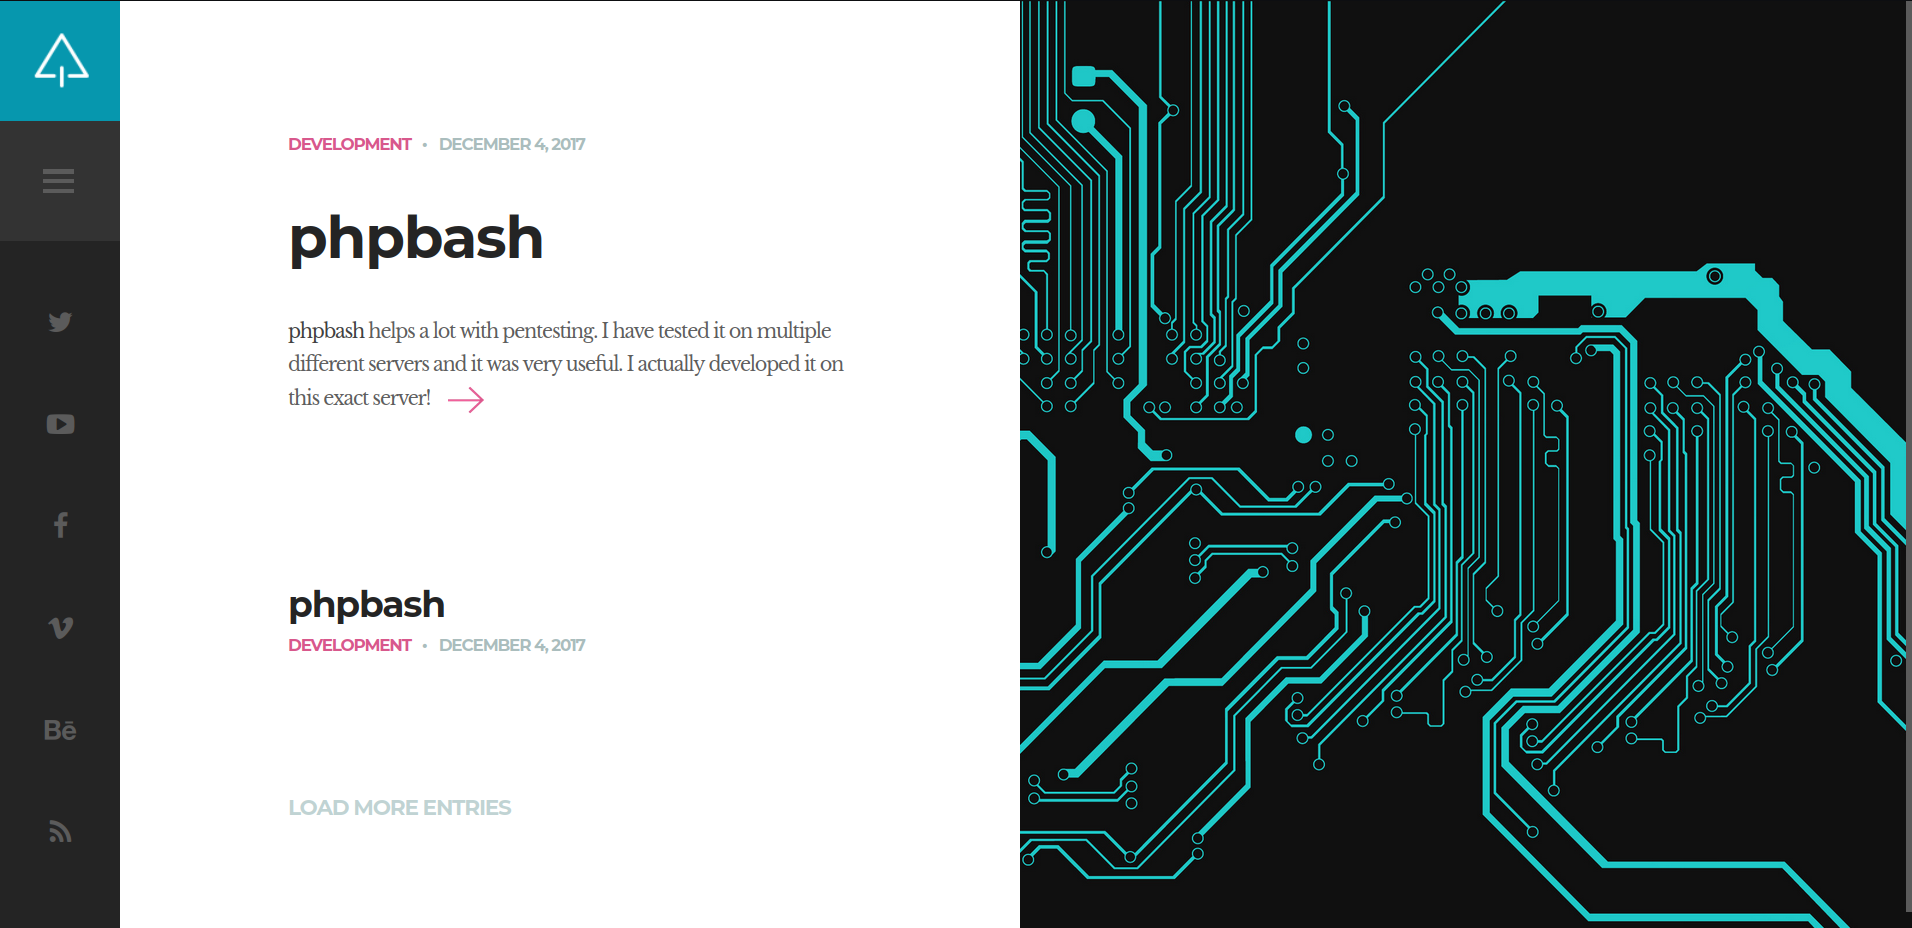 DEVELOPMENT • DECEMBER 4, 2017
phpbash
phpbash helps a lot with pentesting. I have tested it on multiple
different servers and it was very useful. I actually developed it on
this exact server!
phpbash
DEVELOPMENT • DECEMBER 4, 2017
Bē
LOAD MORE ENTRIES